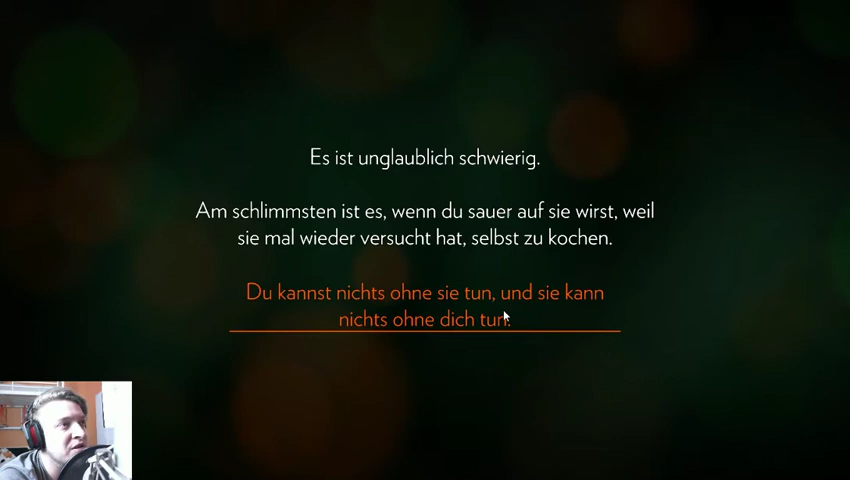 Es ist unglaublich schwierig.
Am schlimmsten ist es, wenn du sauer auf sie wirst, weil
sie mal wieder versucht hat, selbst zu kochen.
Du kannst nichts ohne sie tun, und sie kann
nichts ohne dich tun.